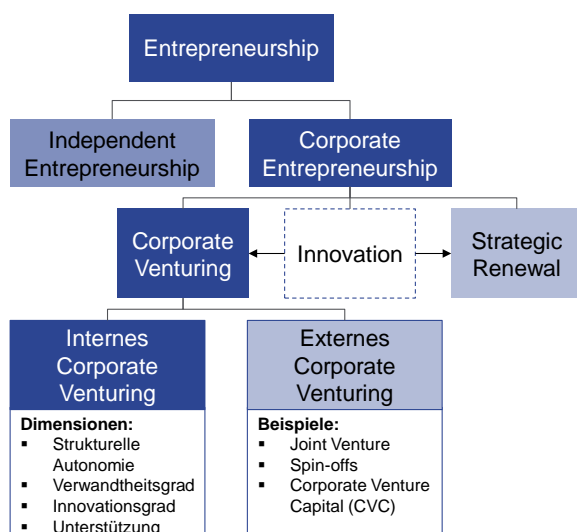 Entrepreneurship
Independent
Entrepreneurship
Corporate
Entrepreneurship
Corporate
Venturing
Innovation
Strategic
Renewal
Internes
Corporate
Venturing
Dimensionen:
▪ Strukturelle
Autonomie
▪ Verwandtheitsgrad
▪ Innovationsgrad
▪ Unterstützung
Externes
Corporate
Venturing
Beispiele:
▪ Joint Venture
▪ Spin-offs
▪ Corporate Venture
Capital (CVC)